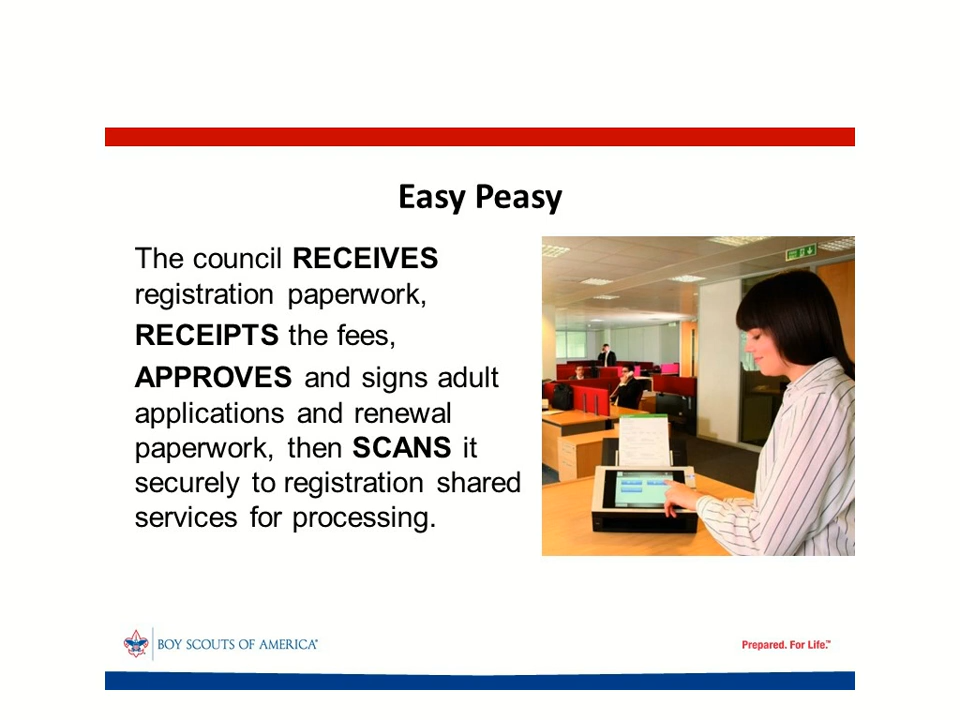 Easy Peasy
The council RECEIVES
registration paperwork,
RECEIPTS the fees,
APPROVES and signs adult
applications and renewal
paperwork, then SCANS it
securely to registration shared
services for processing.
BOY SCOUTS OF AMERICA®
Prepared. For Life.™